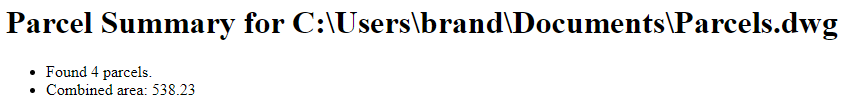 Parcel Summary for C:\Users\brand\Documents\Parcels.dwg
• Found 4 parcels.
• Combined area: 538.23